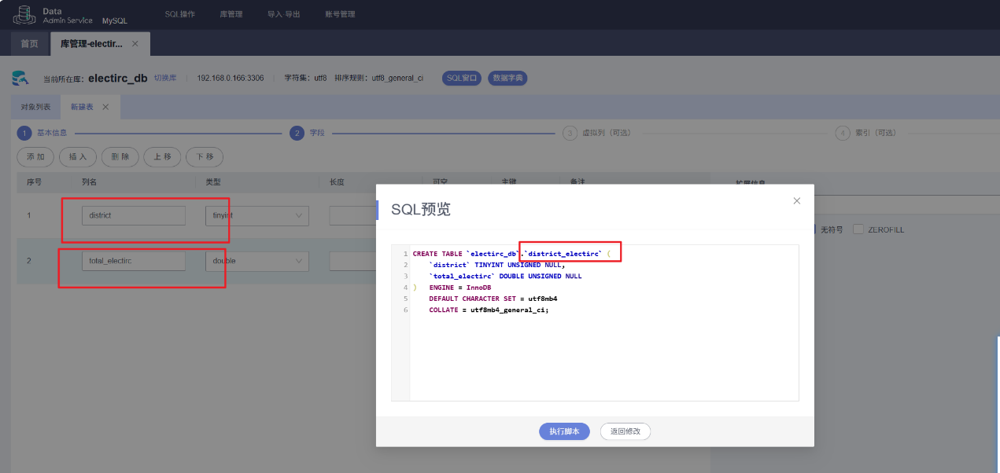 Data
Admin Service MySQL
SQL操作 库管理 导入·导出 账号管理
首页 库管理-electir... ×
当前所在库: electirc_db 切换库 192.168.0.166:3306 字符集: utf8 排序规则: utf8_general_ci SQL窗口 数据字典
对象列表 新建表 ×
1 基本信息 2 字段 3 虚拟列（可选） 4 索引（可选）
添加 插入 删除 上移 下移
序号 列名 类型 长度 可空 主键 备注 扩展信息
1 district tinyint
无符号 ZEROFILL
2 total_electirc double
SQL预览
1 CREATE TABLE `electirc_db`.`district_electirc` (
2 `district` TINYINT UNSIGNED NULL,
3 `total_electirc` DOUBLE UNSIGNED NULL
4 ) ENGINE = InnoDB
5 DEFAULT CHARACTER SET = utf8mb4
6 COLLATE = utf8mb4_general_ci;
执行脚本 返回修改